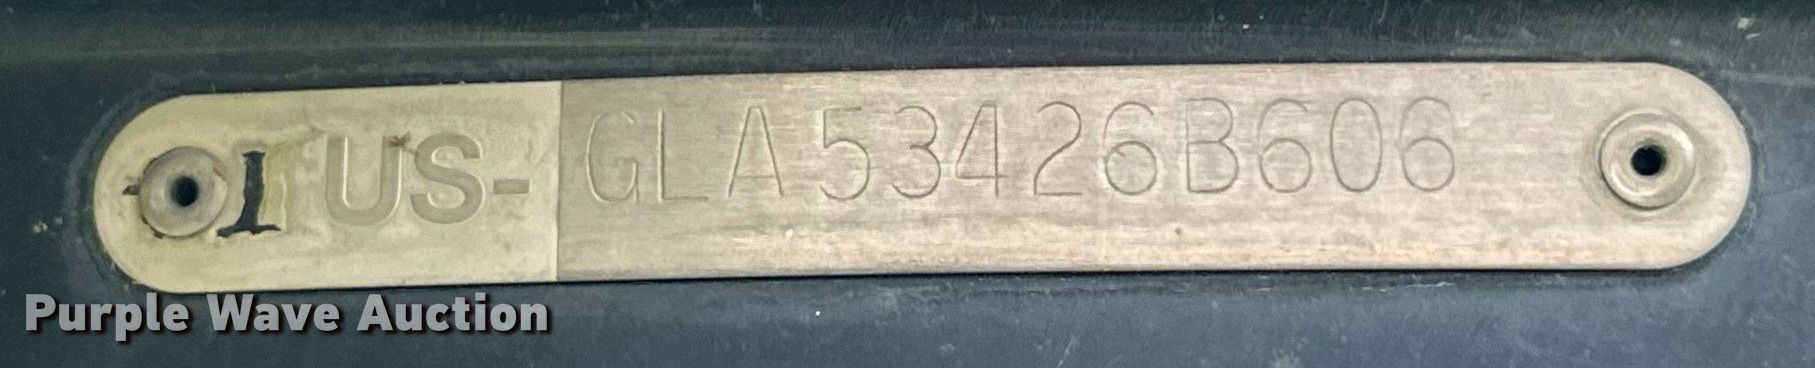 1 US- GLA53426B606
Purple Wave Auction